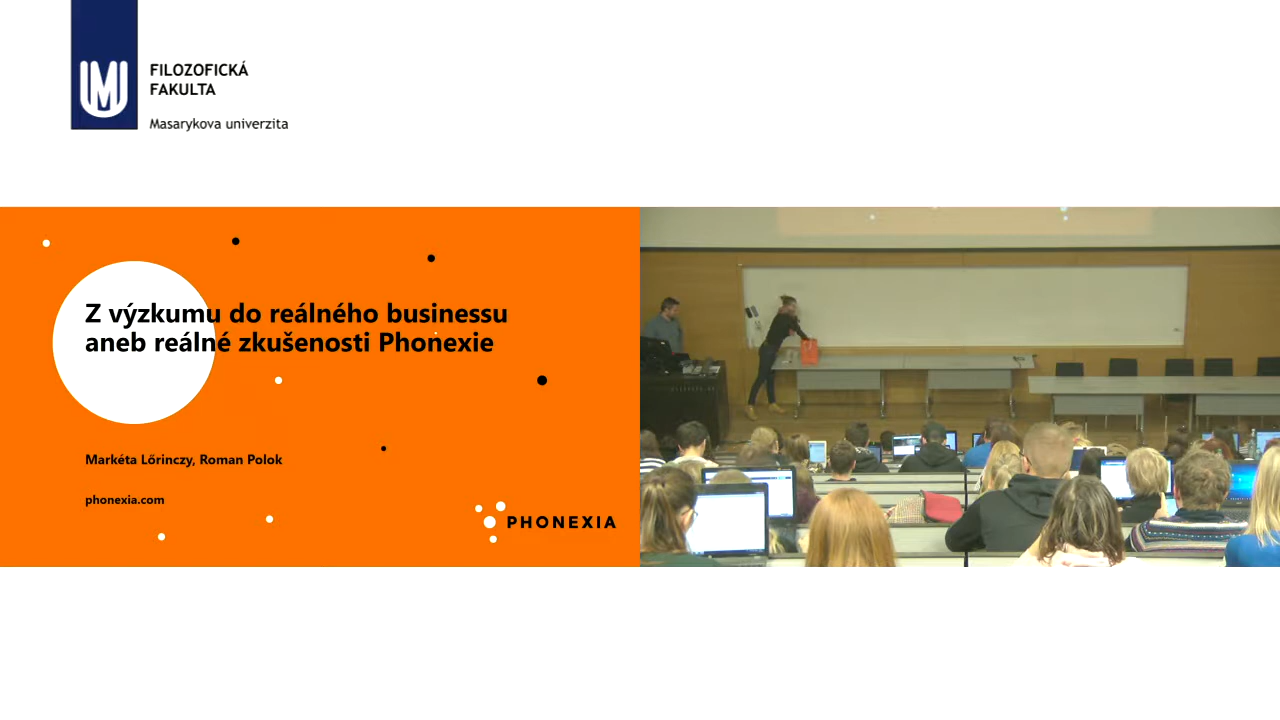 FILOZOFICKÁ
FAKULTA
Masarykova univerzita
Z výzkumu do reálného businessu
aneb reálné zkušenosti Phonexie
Markéta Lőrinczy, Roman Polok
phonexia.com
PHONEXIA